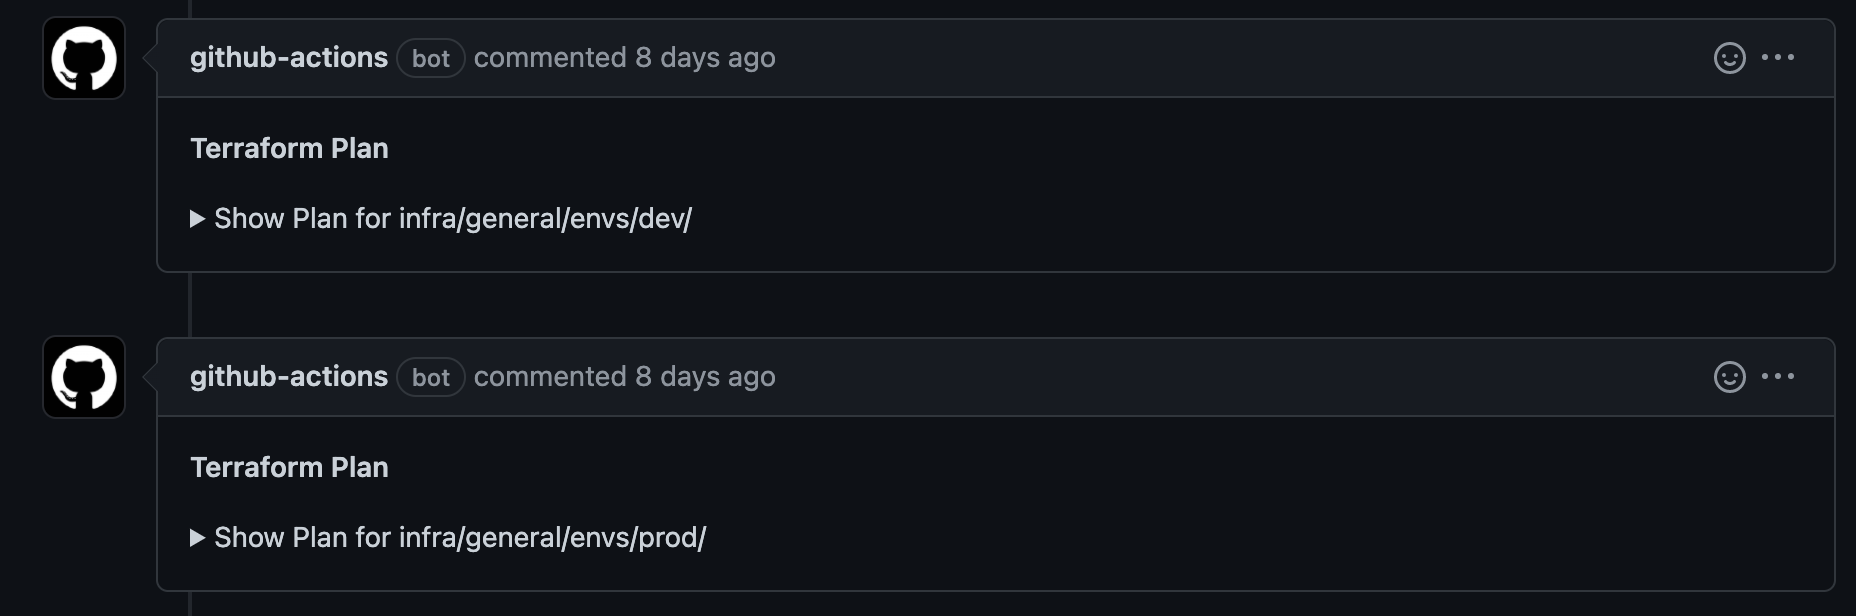 github-actions bot commented 8 days ago
Terraform Plan
Show Plan for infra/general/envs/dev/
github-actions bot commented 8 days ago
Terraform Plan
Show Plan for infra/general/envs/prod/